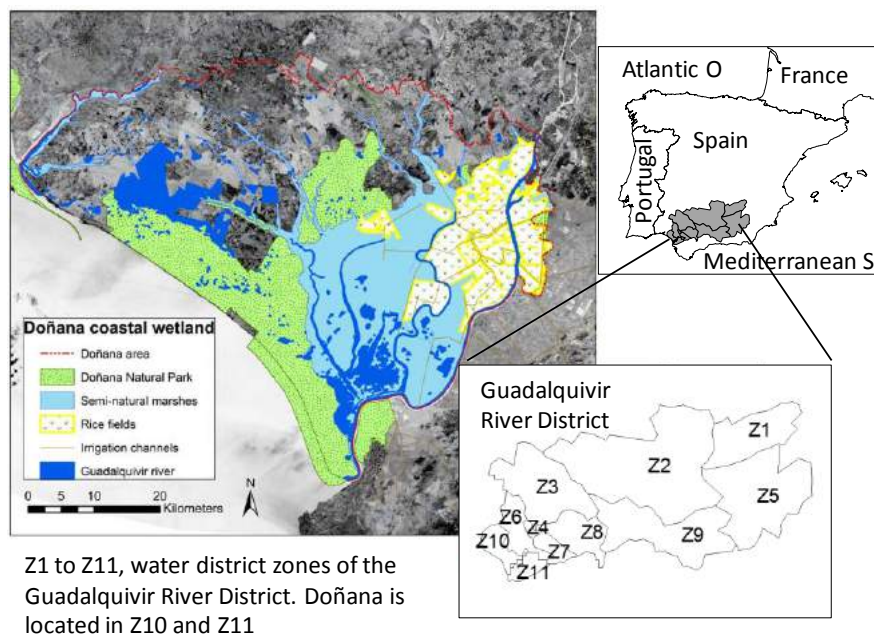 Doñana coastal wetland
Doñana area
Doñana Natural Park
Semi-natural marshes
Rice fields
Irrigation channels
Guadalquivir river
0 5 10 20
Kilometers
N
Atlantic O
France
Spain
Portugal
Mediterranean S
Guadalquivir
River District
Z1
Z2
Z3
Z5
Z6
Z4
Z8
Z9
Z10
Z7
Z11
Z1 to Z11, water district zones of the
Guadalquivir River District. Doñana is
located in Z10 and Z11